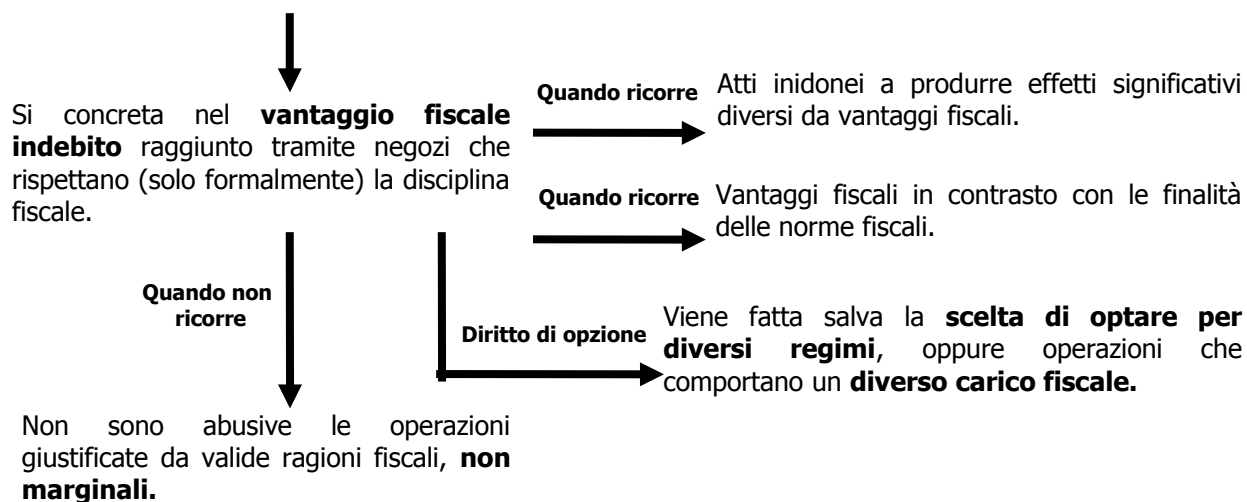 Si concreta nel vantaggio fiscale
indebito raggiunto tramite negozi che
rispettano (solo formalmente) la disciplina
fiscale.
Quando ricorre
Atti inidonei a produrre effetti significativi
diversi da vantaggi fiscali.
Quando ricorre
Vantaggi fiscali in contrasto con le finalità
delle norme fiscali.
Quando non
ricorre
Diritto di opzione
Viene fatta salva la scelta di optare per
diversi regimi, oppure operazioni che
comportano un diverso carico fiscale.
Non sono abusive le operazioni
giustificate da valide ragioni fiscali, non
marginali.